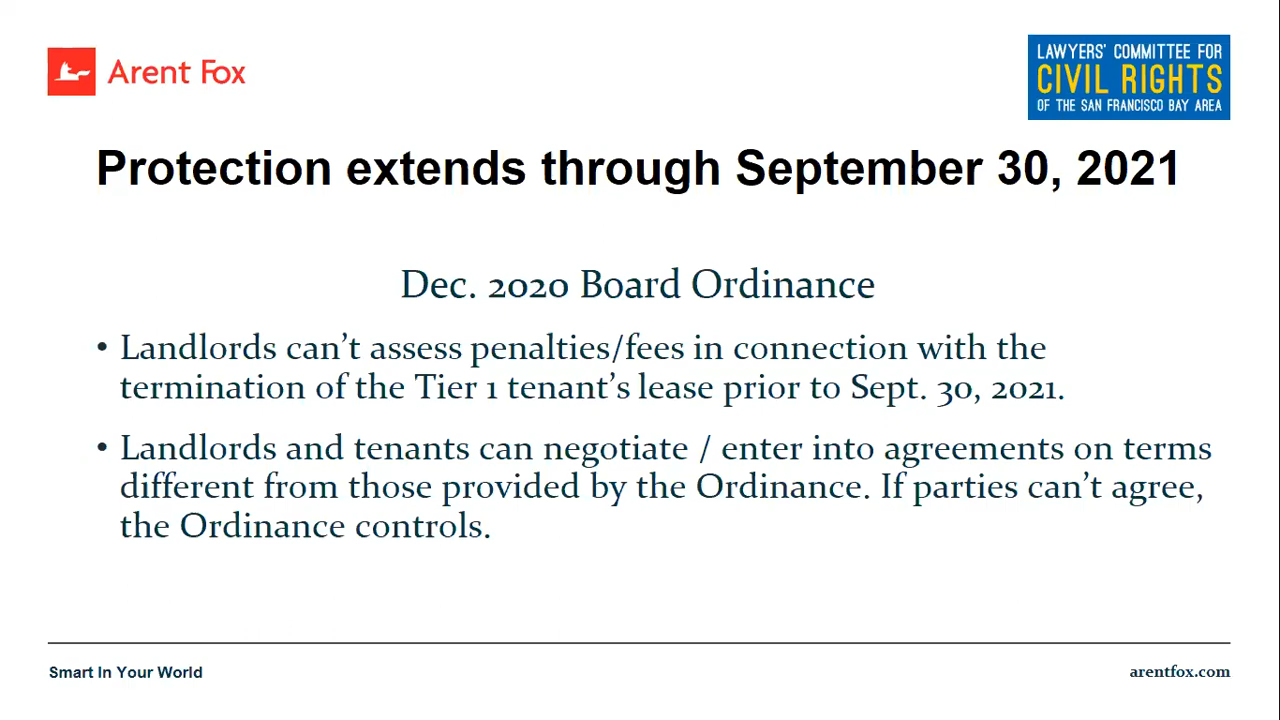 Arent Fox
LAWYERS' COMMITTEE FOR
CIVIL RIGHTS
OF THE SAN FRANCISCO BAY AREA
Protection extends through September 30, 2021
Dec. 2020 Board Ordinance
• Landlords can’t assess penalties/fees in connection with the
termination of the Tier 1 tenant’s lease prior to Sept. 30, 2021.
• Landlords and tenants can negotiate / enter into agreements on terms
different from those provided by the Ordinance. If parties can’t agree,
the Ordinance controls.
Smart In Your World
arentfox.com